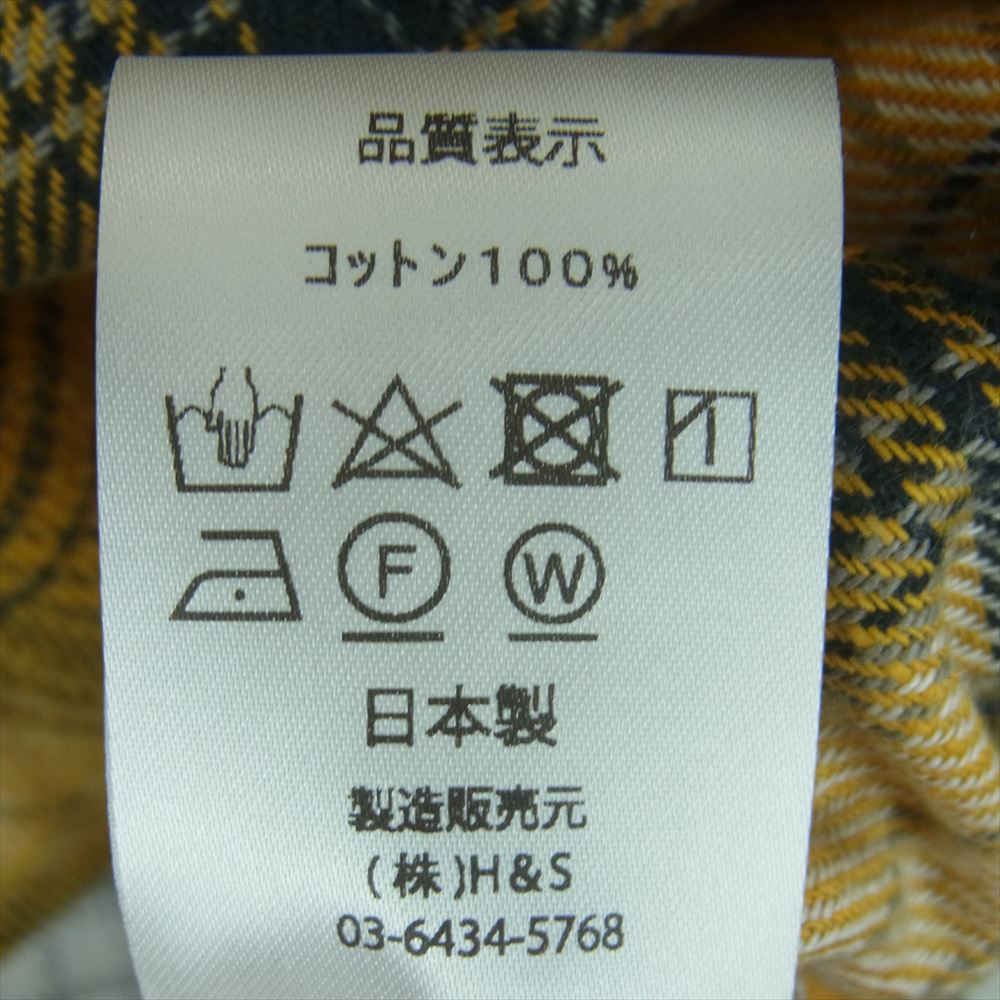 品質表示
コットン100%
F W
日本製
製造販売元
(株)H&S
03-6434-5768